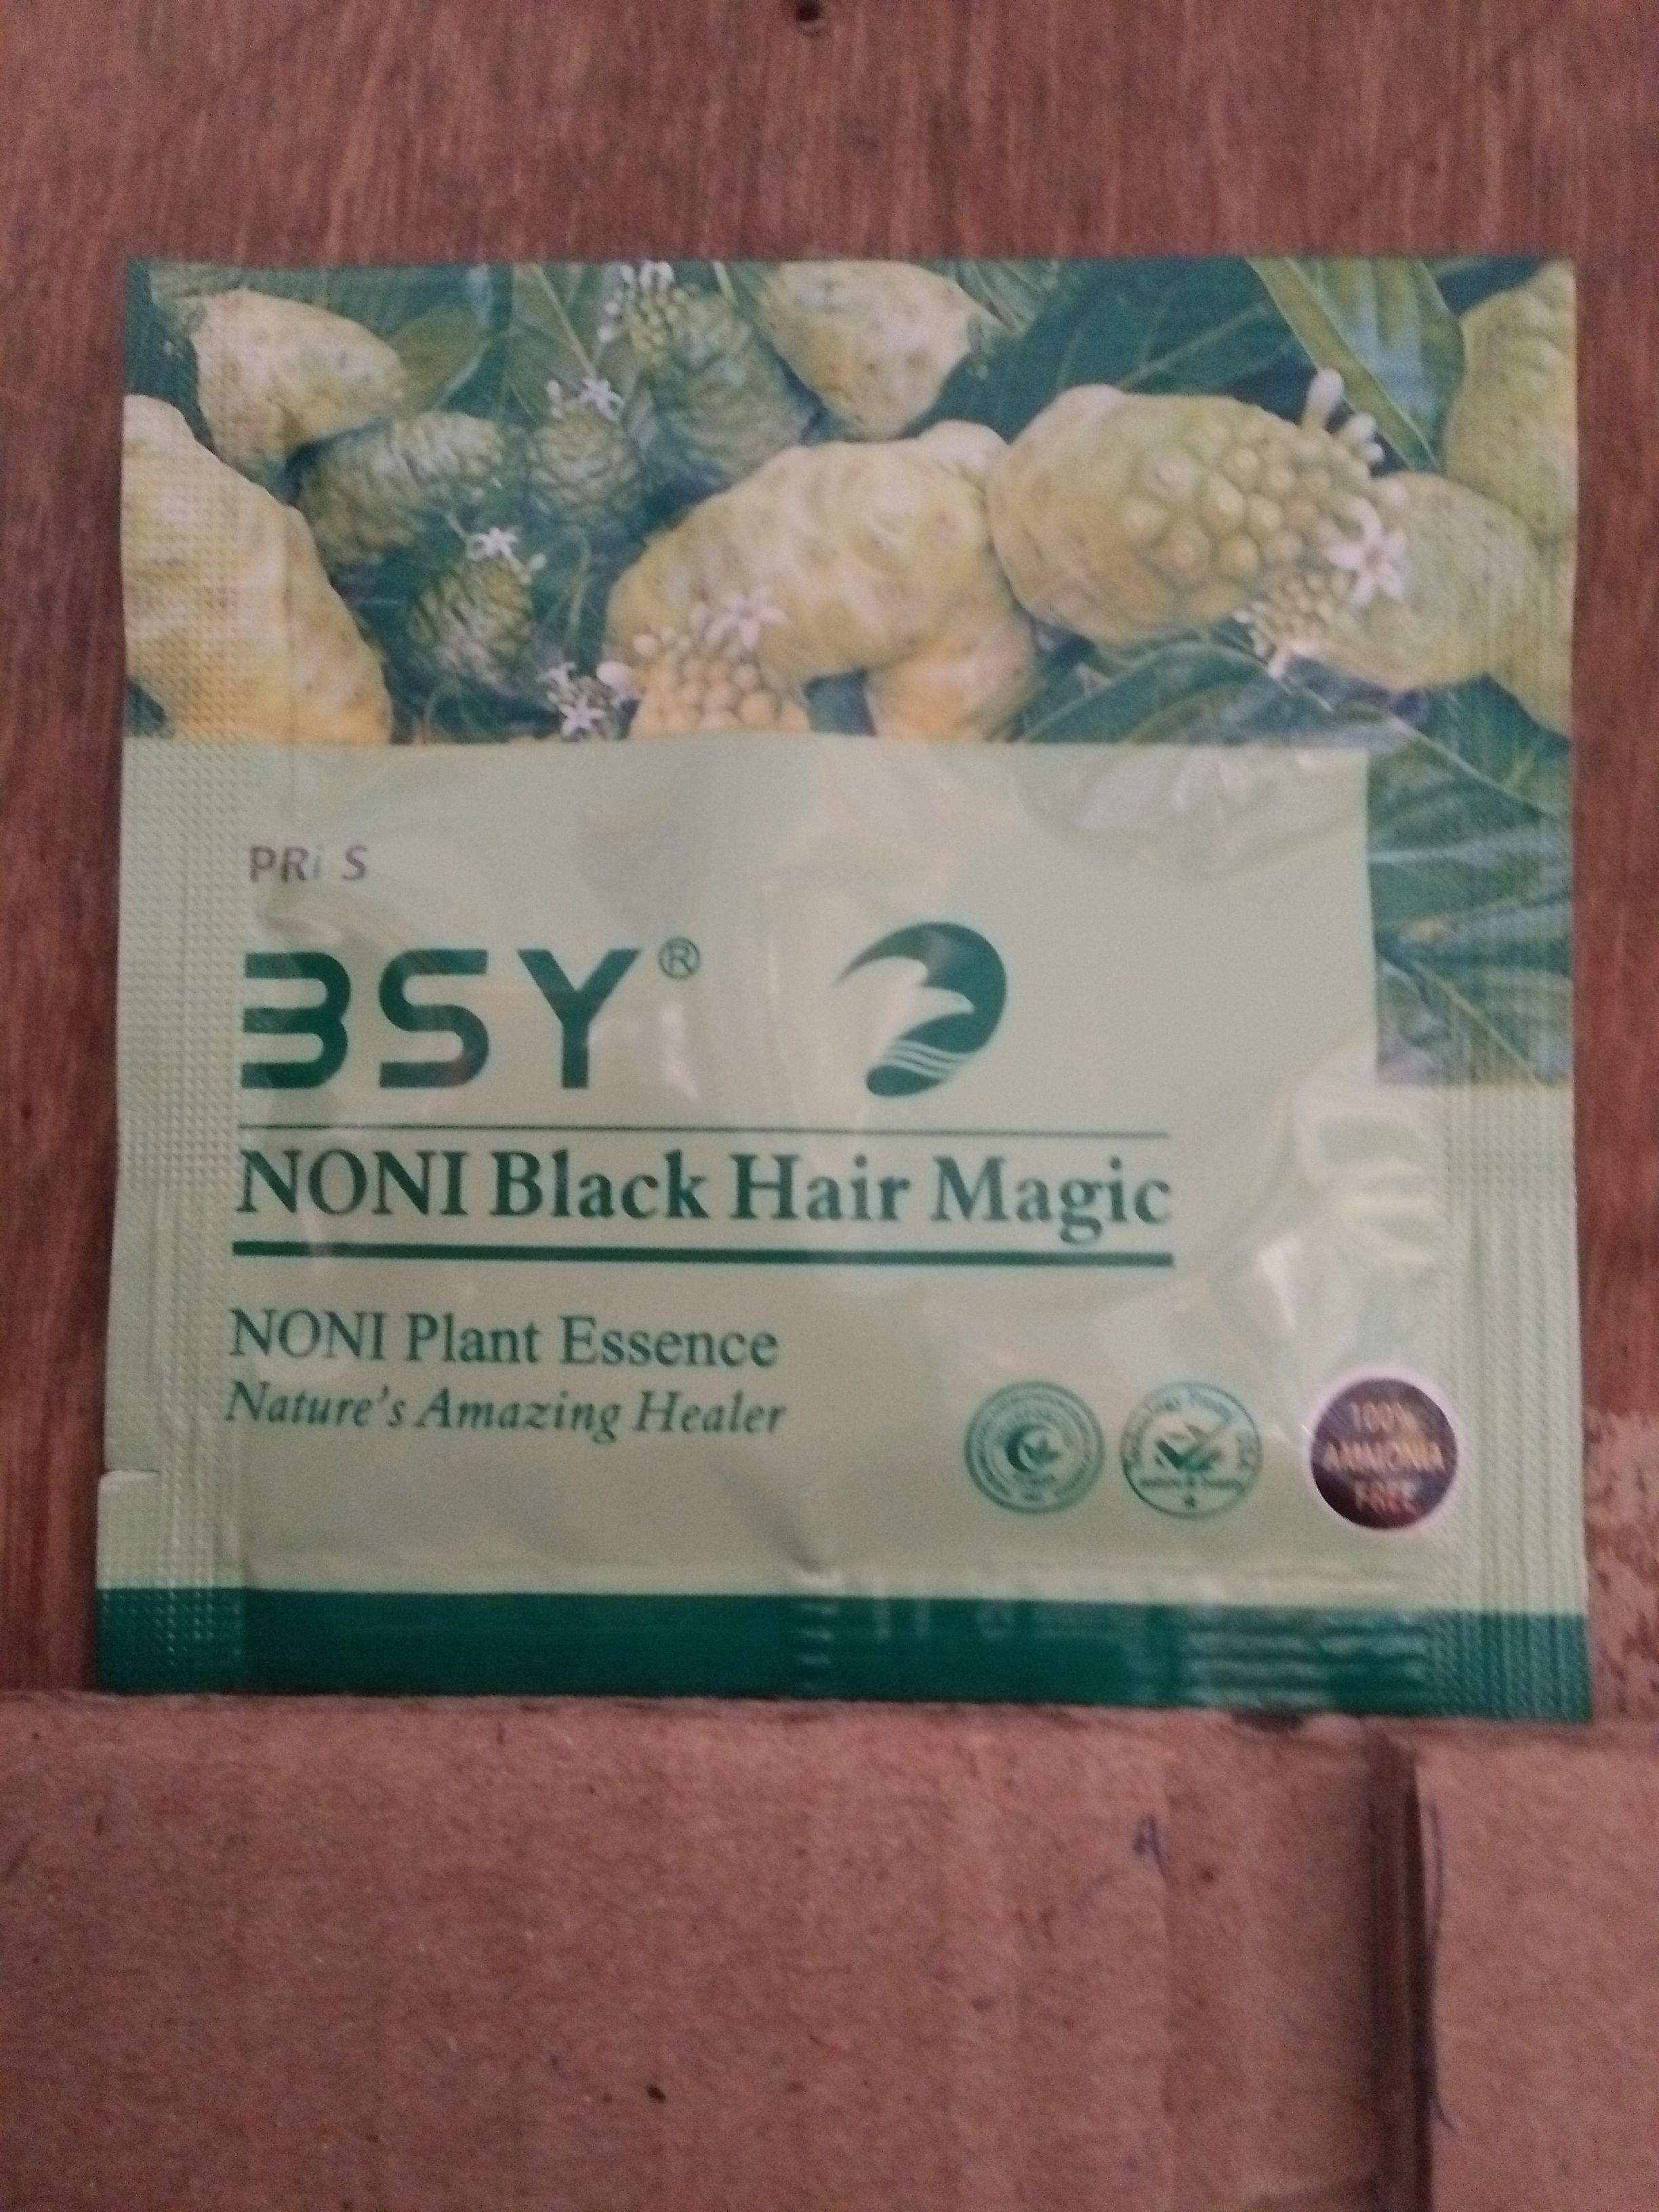 PRi S
BSY®
NONI Black Hair Magic
NONI Plant Essence
Nature's Amazing Healer
100%
AMMONIA
FREE